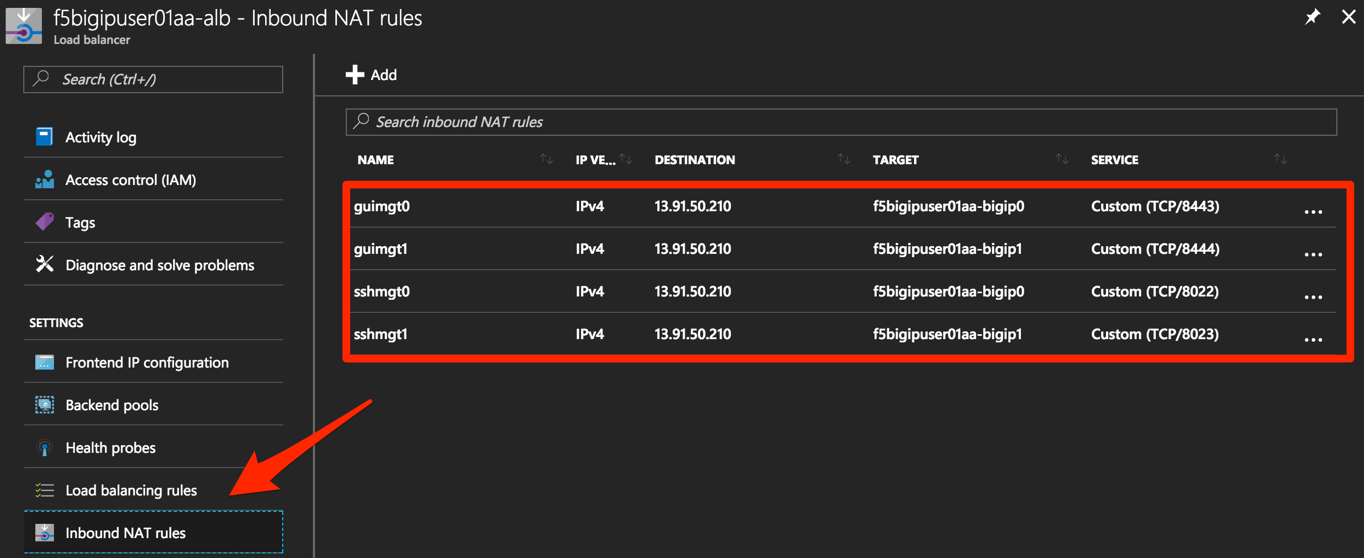 f5bigipuser01aa-alb - Inbound NAT rules
Load balancer
Search (Ctrl+/)
Activity log
Access control (IAM)
Tags
Diagnose and solve problems
SETTINGS
Frontend IP configuration
Backend pools
Health probes
Load balancing rules
Inbound NAT rules
Add
Search inbound NAT rules
NAME IP VE... DESTINATION TARGET SERVICE
guimgt0 IPv4 13.91.50.210 f5bigipuser01aa-bigip0 Custom (TCP/8443) ...
guimgt1 IPv4 13.91.50.210 f5bigipuser01aa-bigip1 Custom (TCP/8444) ...
sshmgt0 IPv4 13.91.50.210 f5bigipuser01aa-bigip0 Custom (TCP/8022) ...
sshmgt1 IPv4 13.91.50.210 f5bigipuser01aa-bigip1 Custom (TCP/8023) ...